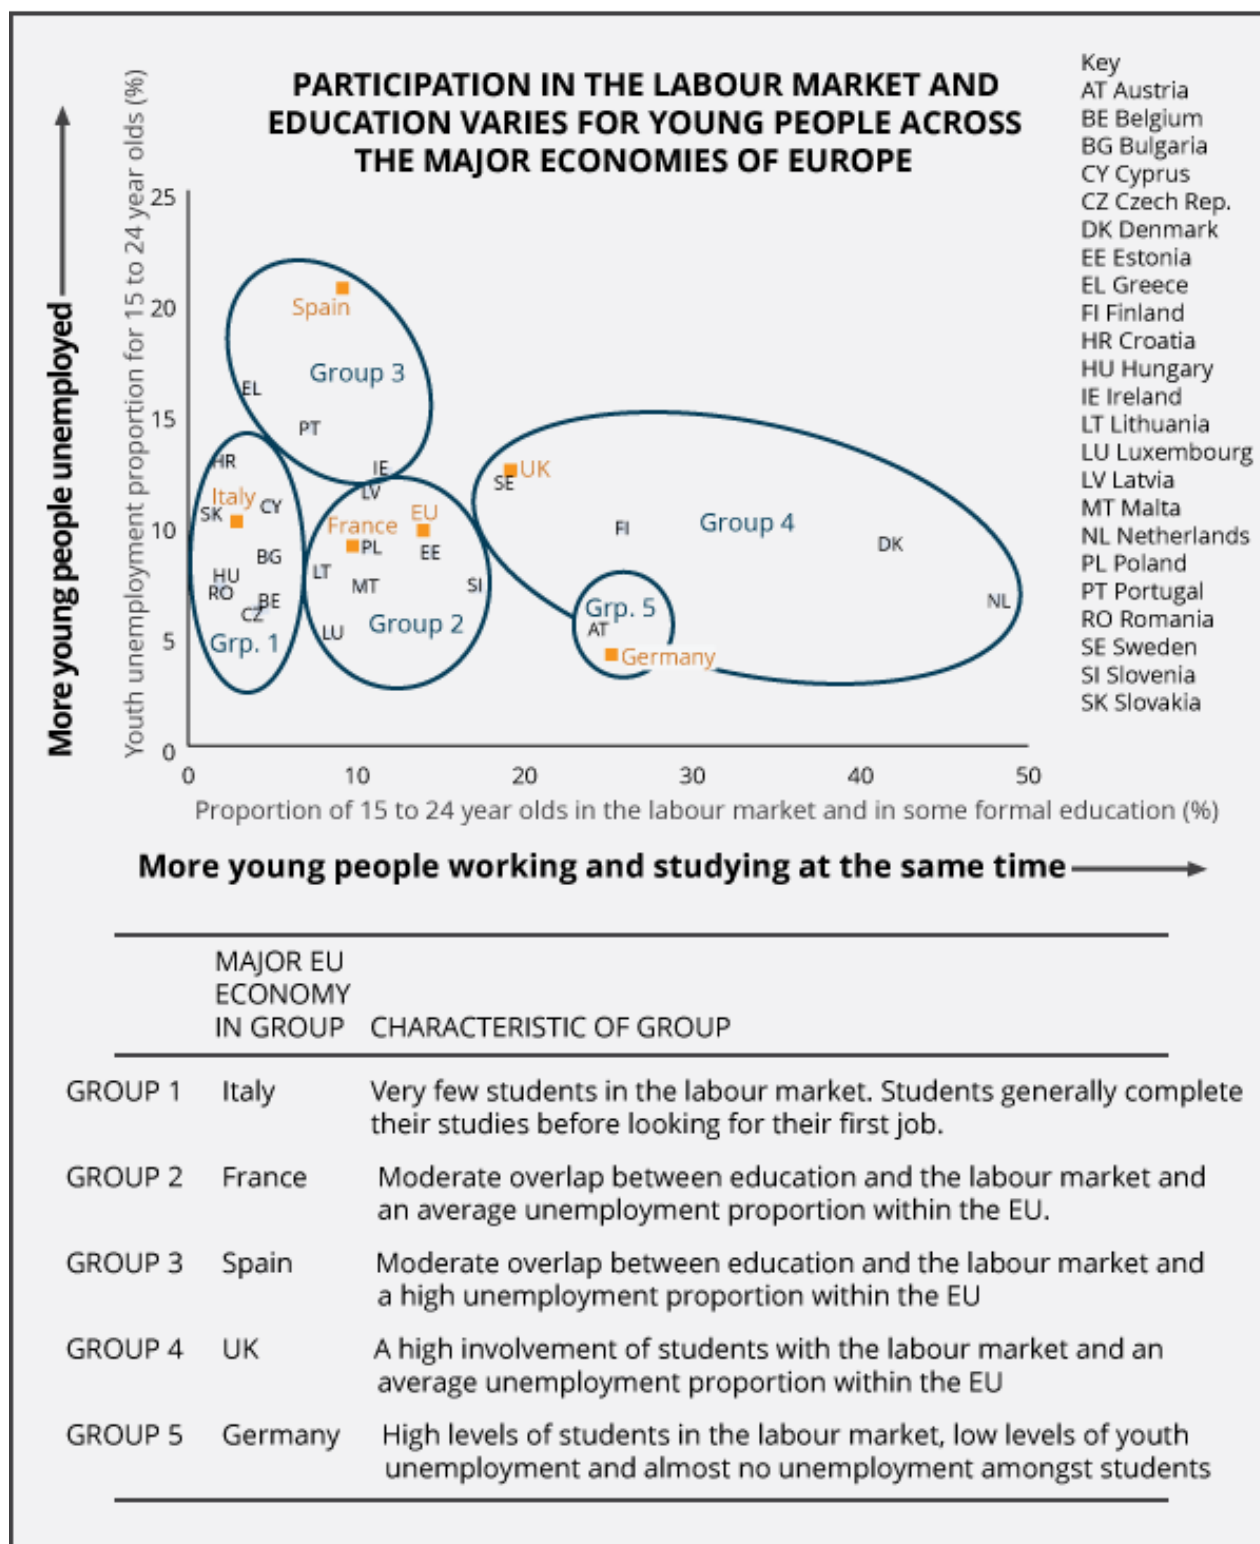 PARTICIPATION IN THE LABOUR MARKET AND
EDUCATION VARIES FOR YOUNG PEOPLE ACROSS
THE MAJOR ECONOMIES OF EUROPE
More young people unemployed
Youth unemployment proportion for 15 to 24 year olds (%)
25
20
15
10
5
0
Spain
Group 3
EL
PT
IE
HR
Italy
SK
CY
BG
HU
RO
BE
CZ
Grp. 1
LV
EU
France
PL
EE
LT
MT
SI
LU
Group 2
UK
SE
FI
Group 4
DK
NL
Grp. 5
AT
Germany
0
10
20
30
40
50
Proportion of 15 to 24 year olds in the labour market and in some formal education (%)
More young people working and studying at the same time
Key
AT Austria
BE Belgium
BG Bulgaria
CY Cyprus
CZ Czech Rep.
DK Denmark
EE Estonia
EL Greece
FI Finland
HR Croatia
HU Hungary
IE Ireland
LT Lithuania
LU Luxembourg
LV Latvia
MT Malta
NL Netherlands
PL Poland
PT Portugal
RO Romania
SE Sweden
SI Slovenia
SK Slovakia
MAJOR EU
ECONOMY
IN GROUP CHARACTERISTIC OF GROUP
GROUP 1 Italy Very few students in the labour market. Students generally complete
their studies before looking for their first job.
GROUP 2 France Moderate overlap between education and the labour market and
an average unemployment proportion within the EU.
GROUP 3 Spain Moderate overlap between education and the labour market and
a high unemployment proportion within the EU
GROUP 4 UK A high involvement of students with the labour market and an
average unemployment proportion within the EU
GROUP 5 Germany High levels of students in the labour market, low levels of youth
unemployment and almost no unemployment amongst students